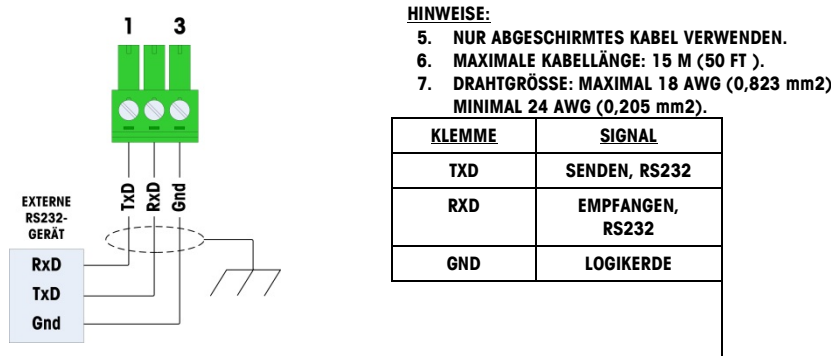 1 3
TxD
RxD
Gnd
EXTERNE
RS232-
GERÄT
RxD
TxD
Gnd
HINWEISE:
5. NUR ABGESCHIRMTES KABEL VERWENDEN.
6. MAXIMALE KABELLÄNGE: 15 M (50 FT ).
7. DRAHTGRÖSSE: MAXIMAL 18 AWG (0,823 mm2)
MINIMAL 24 AWG (0,205 mm2).
KLEMME SIGNAL
TXD SENDEN, RS232
RXD EMPFANGEN,
RS232
GND LOGIKERDE